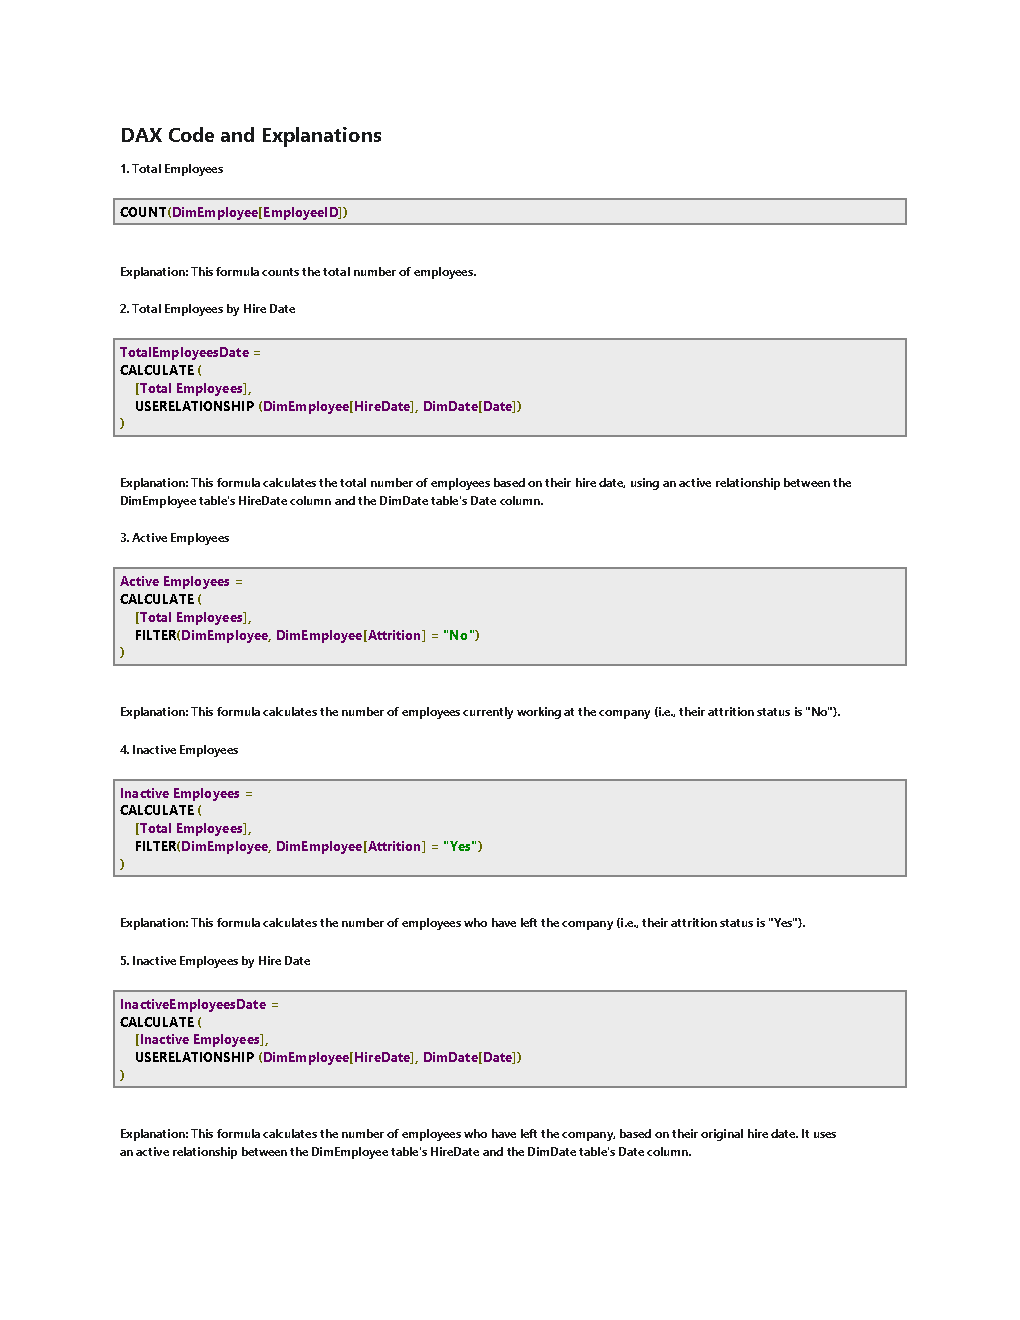 DAX Code and Explanations
1. Total Employees
COUNT(DimEmployee[EmployeeID])
Explanation: This formula counts the total number of employees.
2. Total Employees by Hire Date
TotalEmployeesDate =
CALCULATE (
[Total Employees],
USERELATIONSHIP (DimEmployee[HireDate], DimDate[Date])
)
Explanation: This formula calculates the total number of employees based on their hire date, using an active relationship between the
DimEmployee table's HireDate column and the DimDate table's Date column.
3. Active Employees
Active Employees =
CALCULATE (
[Total Employees],
FILTER(DimEmployee, DimEmployee[Attrition] = "No")
)
Explanation: This formula calculates the number of employees currently working at the company (i.e., their attrition status is "No").
4. Inactive Employees
Inactive Employees =
CALCULATE (
[Total Employees],
FILTER(DimEmployee, DimEmployee[Attrition] = "Yes")
)
Explanation: This formula calculates the number of employees who have left the company (i.e., their attrition status is "Yes").
5. Inactive Employees by Hire Date
InactiveEmployeesDate =
CALCULATE (
[Inactive Employees],
USERELATIONSHIP (DimEmployee[HireDate], DimDate[Date])
)
Explanation: This formula calculates the number of employees who have left the company, based on their original hire date. It uses
an active relationship between the DimEmployee table's HireDate and the DimDate table's Date column.